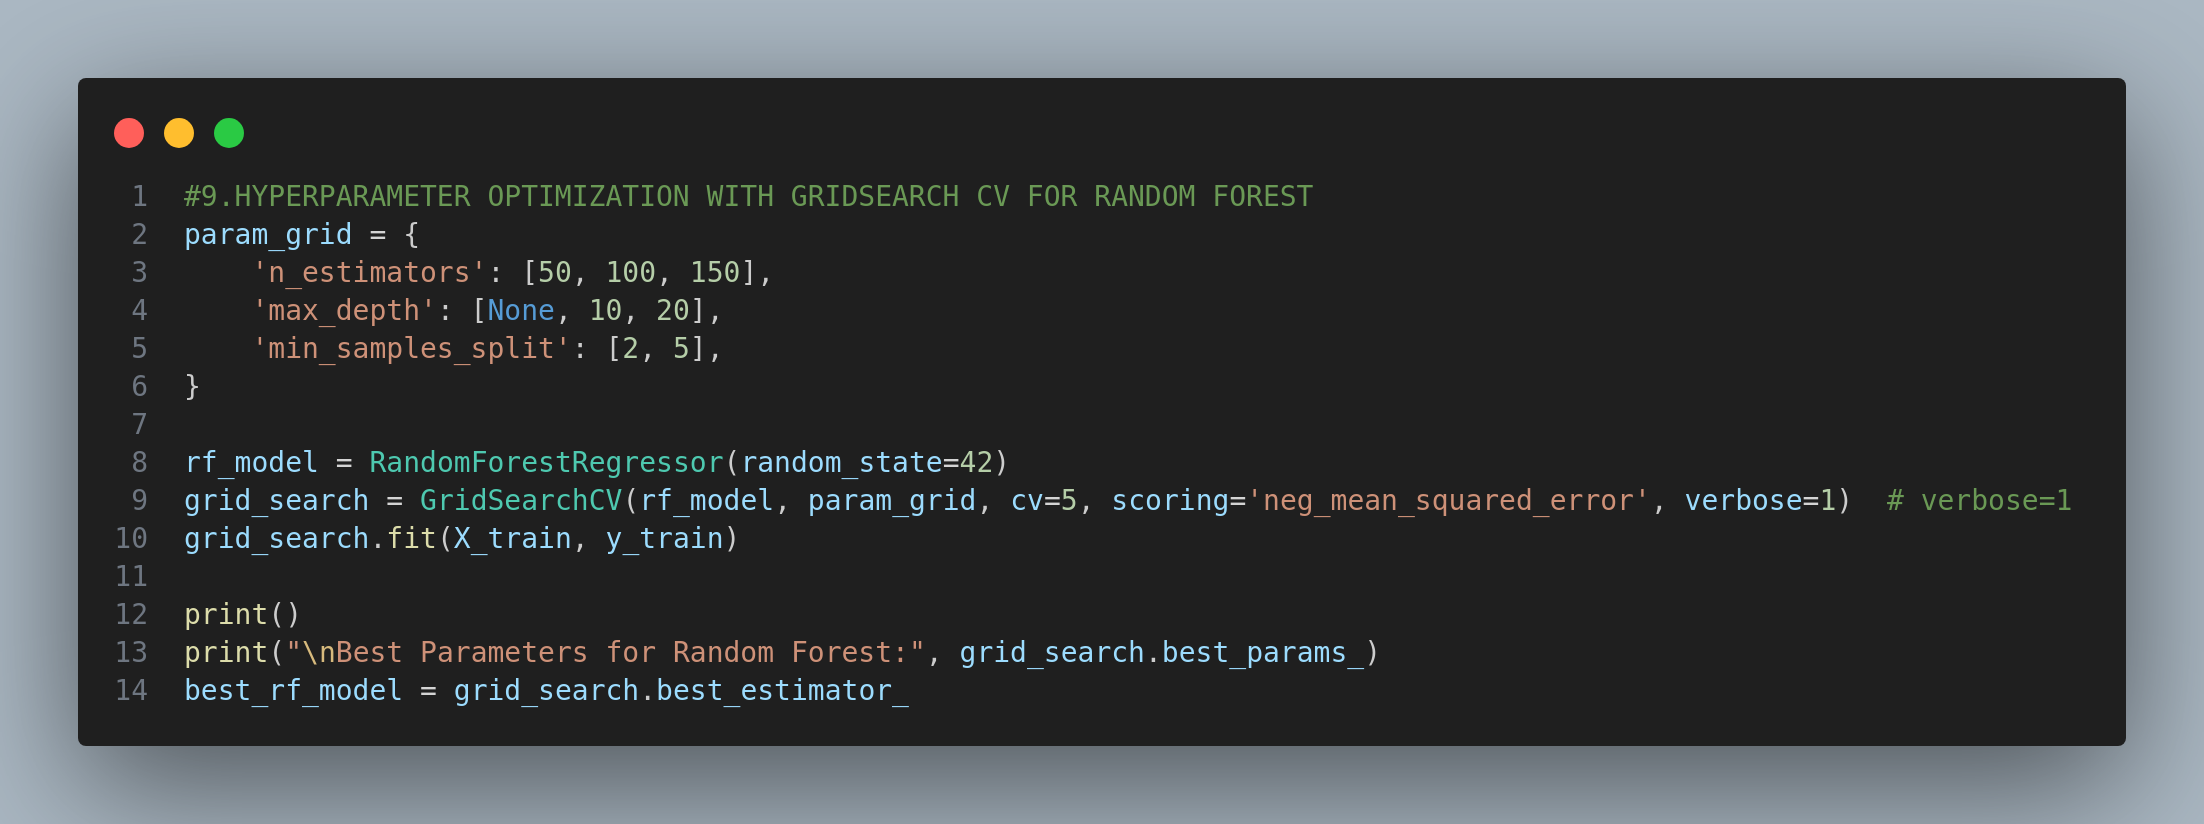 1 #9.HYPERPARAMETER OPTIMIZATION WITH GRIDSEARCH CV FOR RANDOM FOREST
2 param_grid = {
3     'n_estimators': [50, 100, 150],
4     'max_depth': [None, 10, 20],
5     'min_samples_split': [2, 5],
6 }
7
8 rf_model = RandomForestRegressor(random_state=42)
9 grid_search = GridSearchCV(rf_model, param_grid, cv=5, scoring='neg_mean_squared_error', verbose=1)  # verbose=1
10 grid_search.fit(X_train, y_train)
11
12 print()
13 print("\nBest Parameters for Random Forest:", grid_search.best_params_)
14 best_rf_model = grid_search.best_estimator_